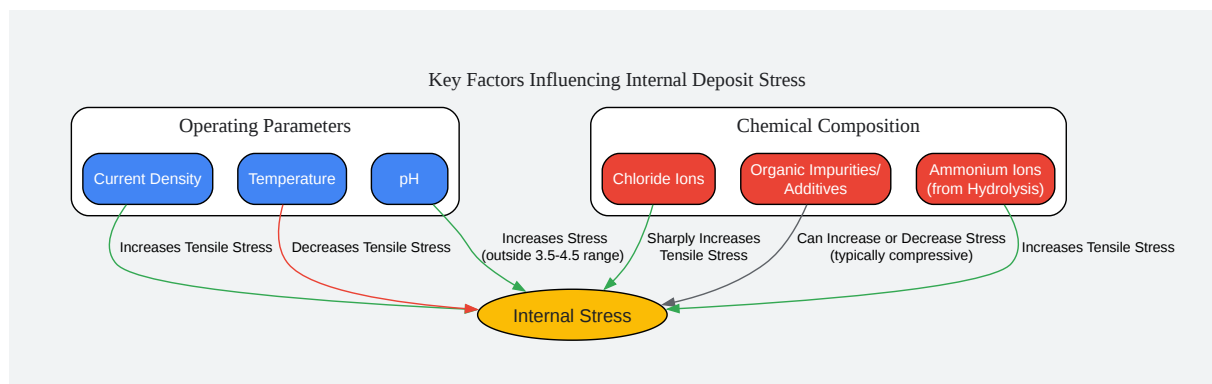 Key Factors Influencing Internal Deposit Stress
Operating Parameters
Current Density
Temperature
pH
Chemical Composition
Chloride Ions
Organic Impurities/
Additives
Ammonium Ions
(from Hydrolysis)
Increases Tensile Stress
Decreases Tensile Stress
Increases Stress
(outside 3.5-4.5 range)
Sharply Increases
Tensile Stress
Can Increase or Decrease Stress
(typically compressive)
Increases Tensile Stress
Internal Stress